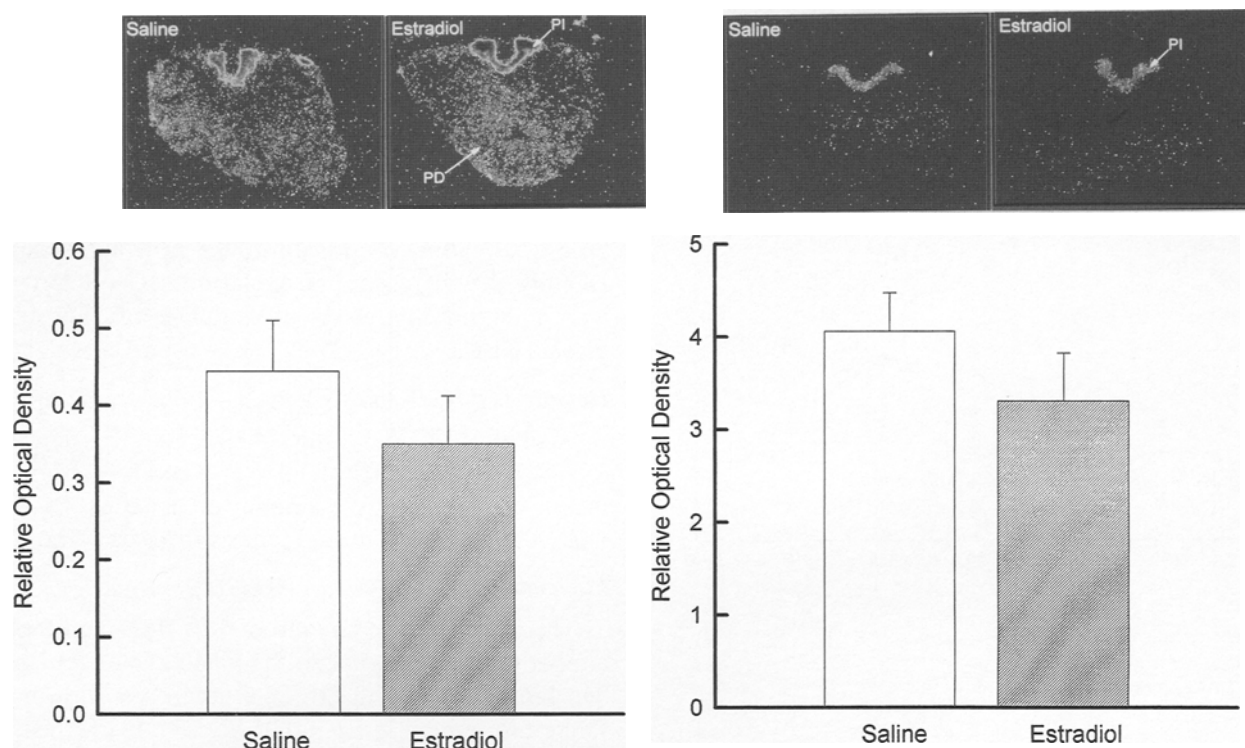 Saline
Estradiol
PI
PD
Saline
Estradiol
PI
Relative Optical Density
0.6
0.5
0.4
0.3
0.2
0.1
0.0
Saline
Estradiol
Relative Optical Density
5
4
3
2
1
0
Saline
Estradiol